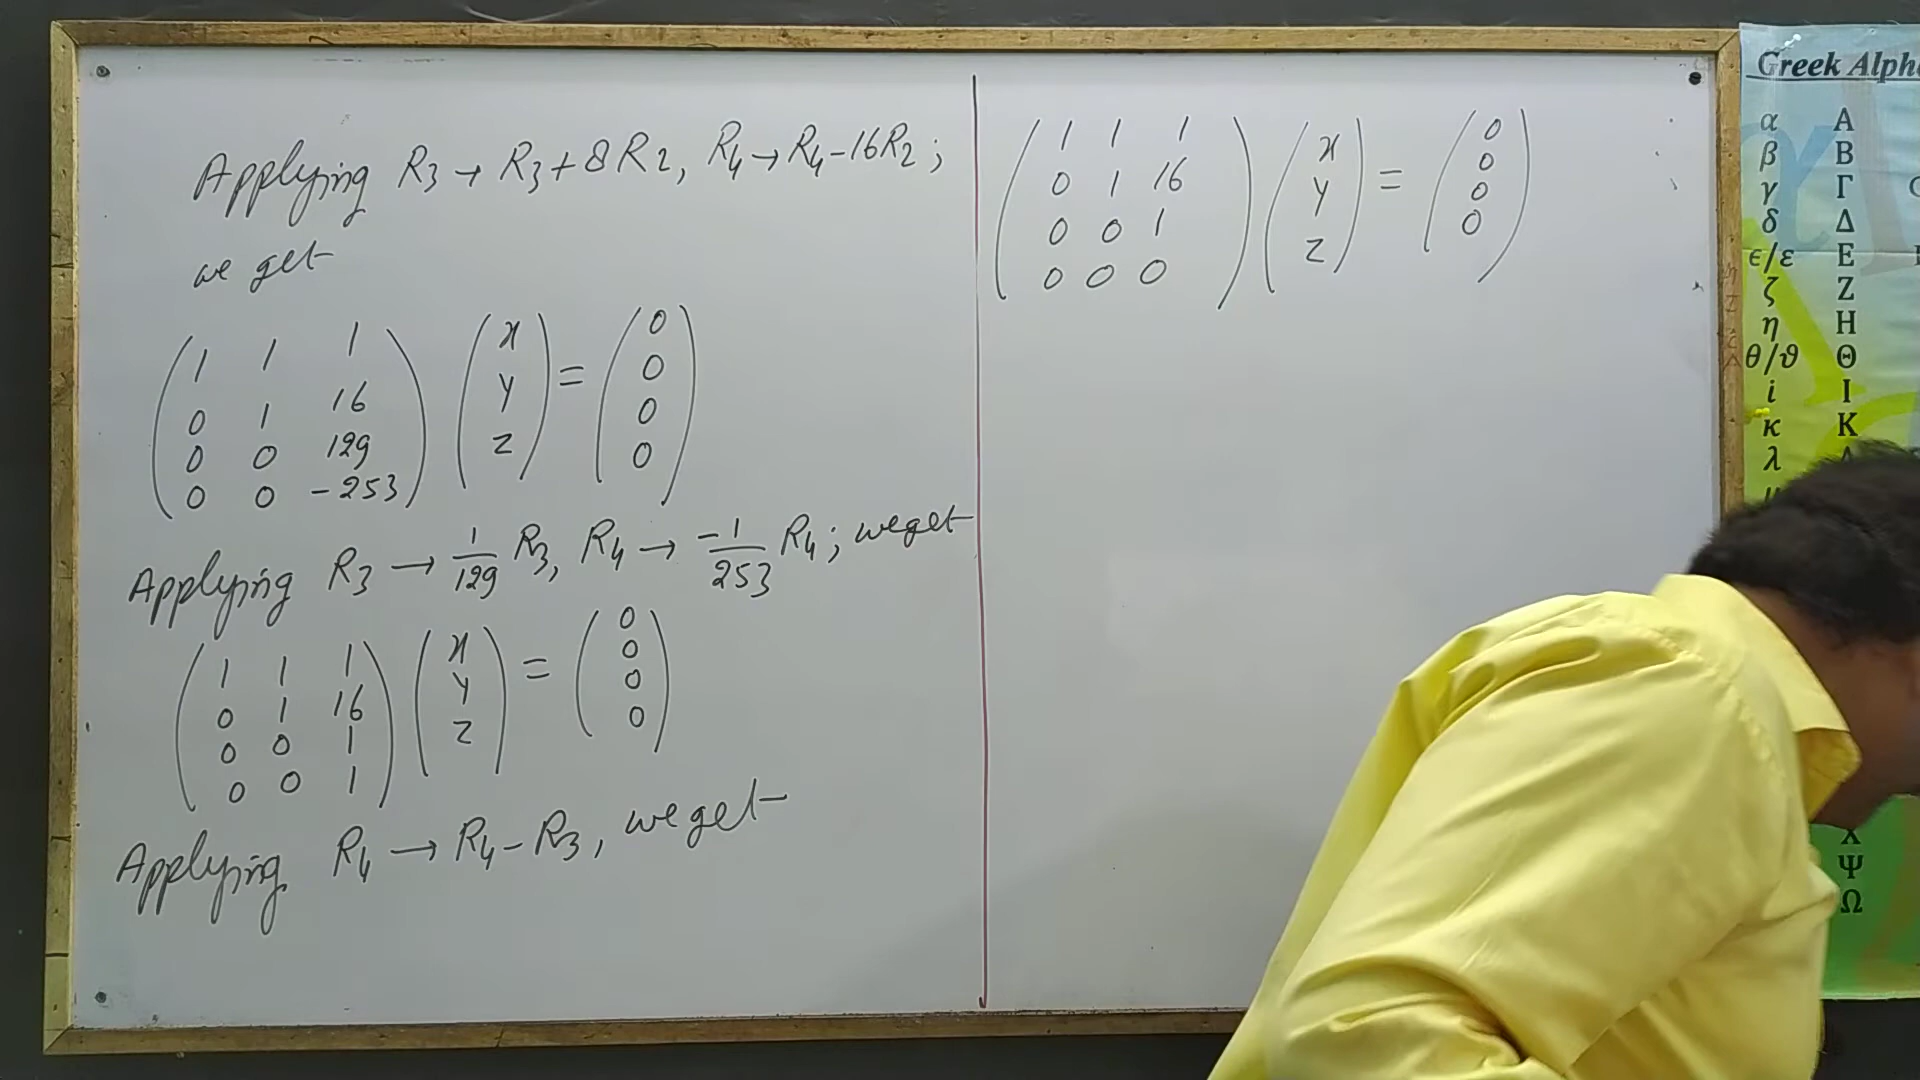 Applying R3 → R3 + 8 R2, R4 → R4 - 16R2 ;
we get
1 1 1
0 1 16
0 0 129
0 0 -253
x
y
z
=
0
0
0
0
Applying R3 → 1/129 R3, R4 → -1/253 R4 ; we get
1 1 1
0 1 16
0 0 1
0 0 1
x
y
z
=
0
0
0
0
Applying R4 → R4 - R3, we get
1 1 1
0 1 16
0 0 1
0 0 0
x
y
z
=
0
0
0
0
Greek Alph
α Α
β Β
γ Γ
δ Δ
ϵ/ε Ε
ζ Ζ
η Η
θ/ϑ Θ
i Ι
κ Κ
λ
Ψ
Ω